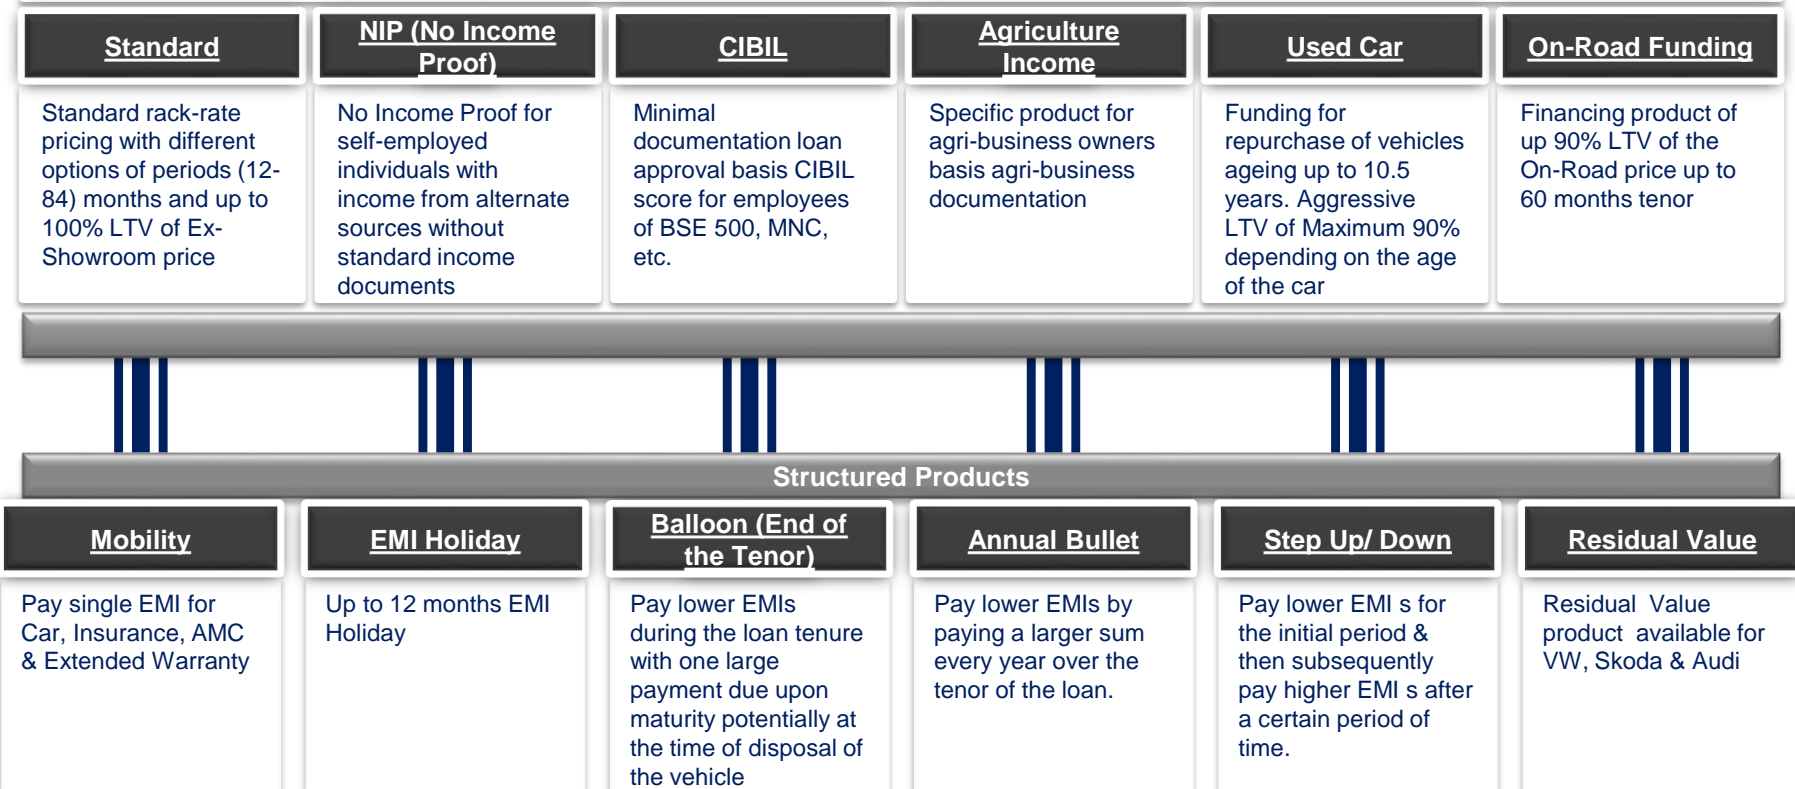 Standard
Standard rack-rate
pricing with different
options of periods (12-
84) months and up to
100% LTV of Ex-
Showroom price
NIP (No Income
Proof)
No Income Proof for
self-employed
individuals with
income from alternate
sources without
standard income
documents
CIBIL
Minimal
documentation loan
approval basis CIBIL
score for employees
of BSE 500, MNC,
etc.
Agriculture
Income
Specific product for
agri-business owners
basis agri-business
documentation
Used Car
Funding for
repurchase of vehicles
ageing up to 10.5
years. Aggressive
LTV of Maximum 90%
depending on the age
of the car
On-Road Funding
Financing product of
up 90% LTV of the
On-Road price up to
60 months tenor
Structured Products
Mobility
Pay single EMI for
Car, Insurance, AMC
& Extended Warranty
EMI Holiday
Up to 12 months EMI
Holiday
Balloon (End of
the Tenor)
Pay lower EMIs
during the loan tenure
with one large
payment due upon
maturity potentially at
the time of disposal of
the vehicle
Annual Bullet
Pay lower EMIs by
paying a larger sum
every year over the
tenor of the loan.
Step Up/ Down
Pay lower EMI s for
the initial period &
then subsequently
pay higher EMI s after
a certain period of
time.
Residual Value
Residual  Value
product  available for
VW, Skoda & Audi